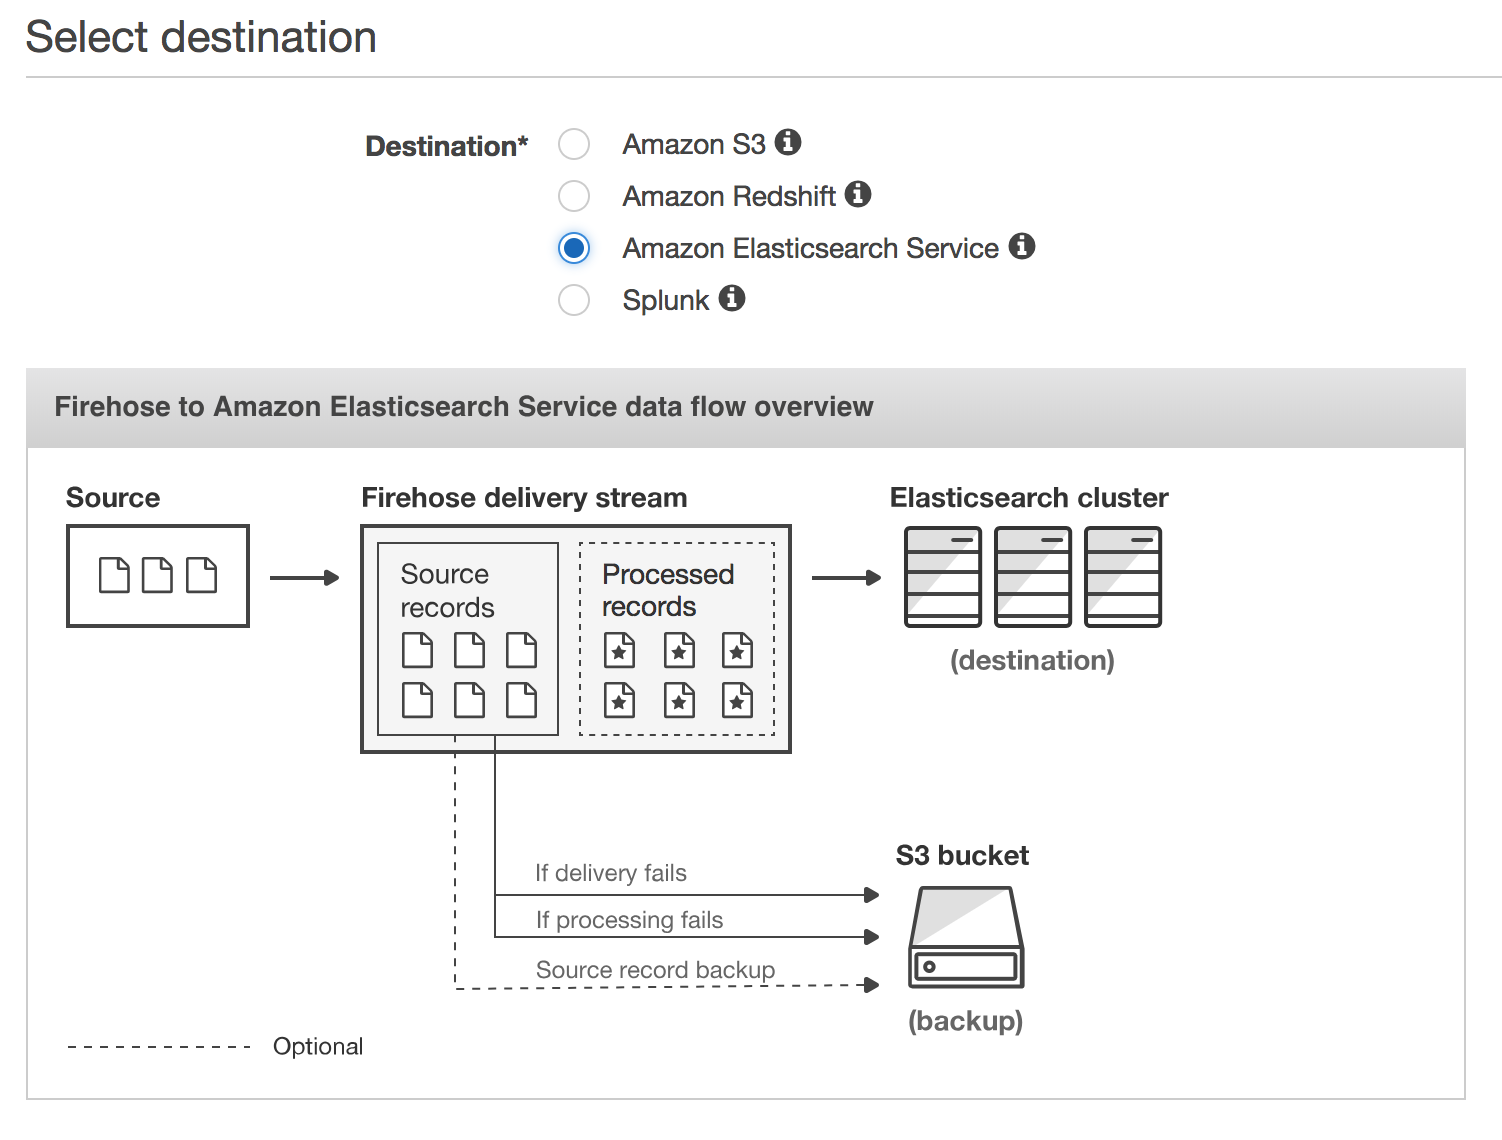 Select destination
Destination*
Amazon S3
Amazon Redshift
Amazon Elasticsearch Service
Splunk
Firehose to Amazon Elasticsearch Service data flow overview
Source
Firehose delivery stream
Elasticsearch cluster
Source
records
Processed
records
(destination)
S3 bucket
If delivery fails
If processing fails
Source record backup
(backup)
Optional